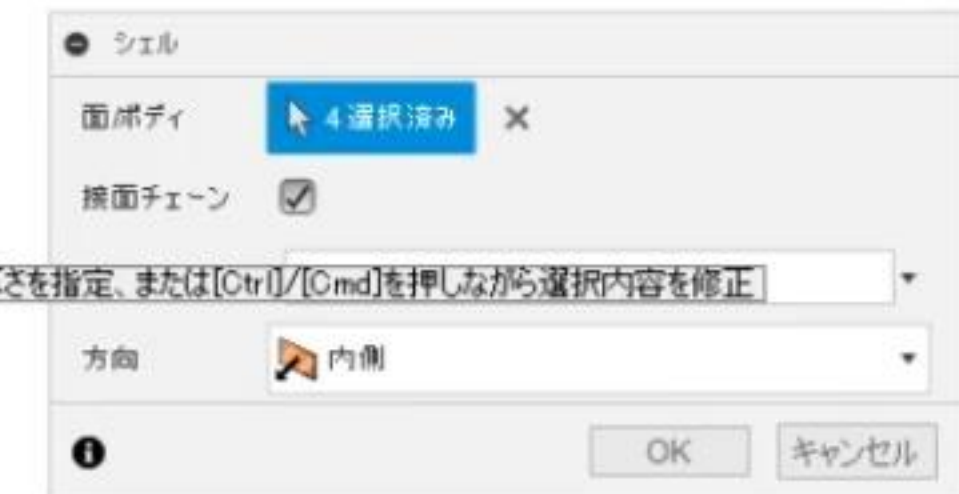 シェル
面/ボディ
4 選択済み
接面チェーン
さを指定、または[Ctrl]/[Cmd]を押しながら選択内容を修正
方向
内側
OK
キャンセル